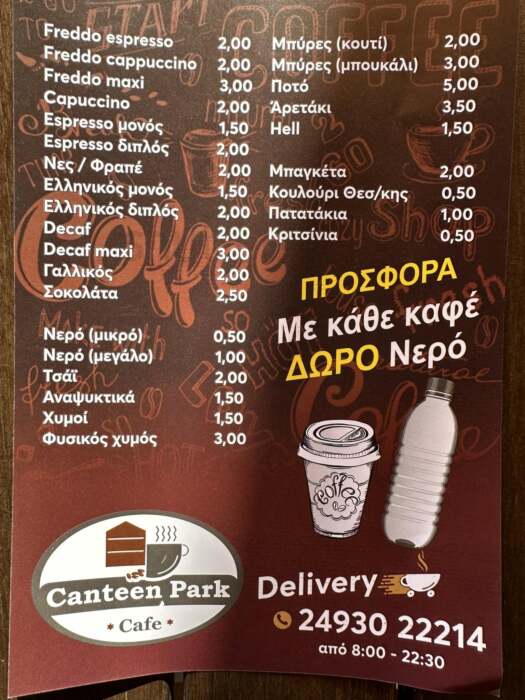 Freddo espresso 2,00
Freddo cappuccino 2,00
Freddo maxi 3,00
Capuccino 2,00
Espresso μονός 1,50
Espresso διπλός 2,00
Νες / Φραπέ 2,00
Ελληνικός μονός 1,50
Ελληνικός διπλός 2,00
Decaf 2,00
Decaf maxi 3,00
Γαλλικός 2,00
Σοκολάτα 2,50
Νερό (μικρό) 0,50
Νερό (μεγάλο) 1,00
Τσάϊ 2,00
Αναψυκτικά 1,50
Χυμοί 1,50
Φυσικός χυμός 3,00
Μπύρες (κουτί) 2,00
Μπύρες (μπουκάλι) 3,00
Ποτό 5,00
Άρετάκι 3,50
Hell 1,50
Μπαγκέτα 2,00
Κουλούρι Θεσ/κης 0,50
Πατατάκια 1,00
Κριτσίνια 0,50
ΠΡΟΣΦΟΡΑ
Με κάθε καφέ
ΔΩΡΟ Νερό
coffee
Canteen Park
* Cafe *
Delivery
24930 22214
από 8:00 - 22:30